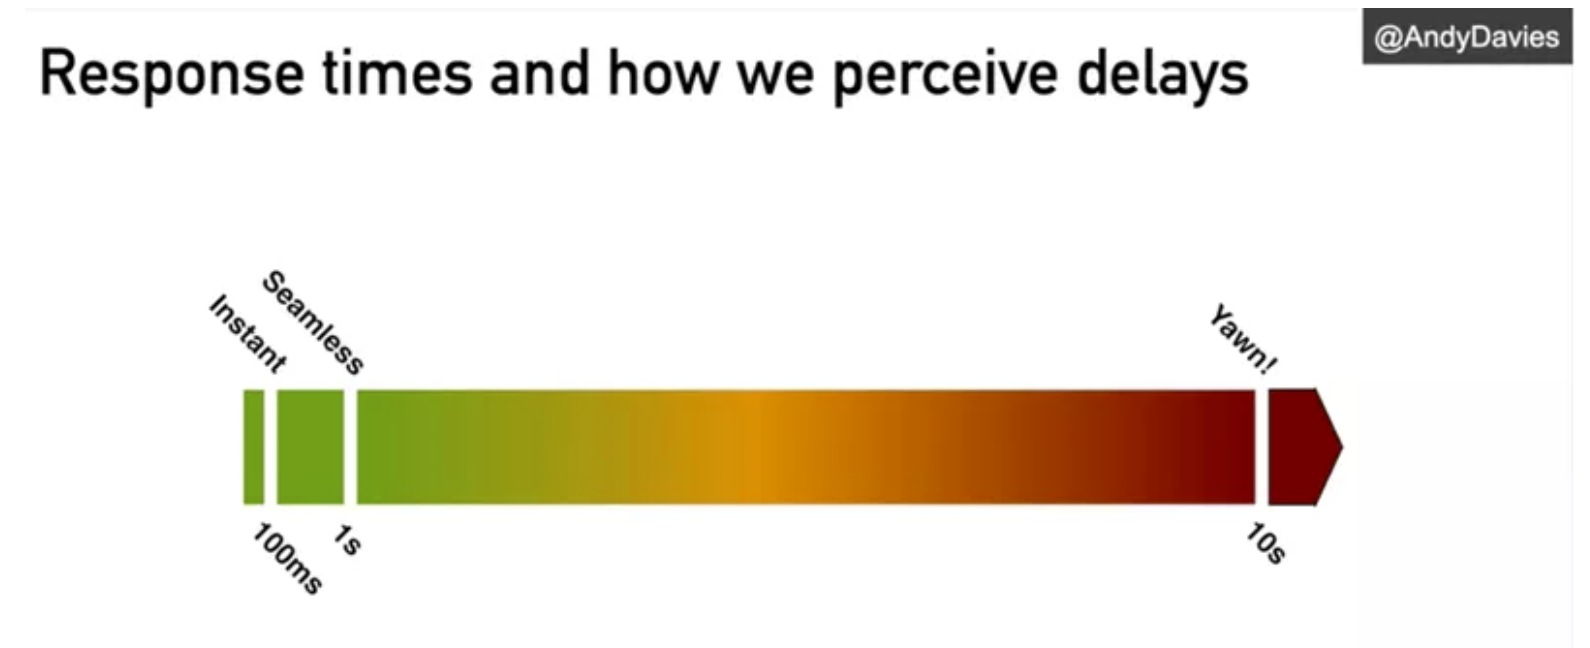 @AndyDavies
Response times and how we perceive delays
Instant
Seamless
Yawn!
100ms
1s
10s